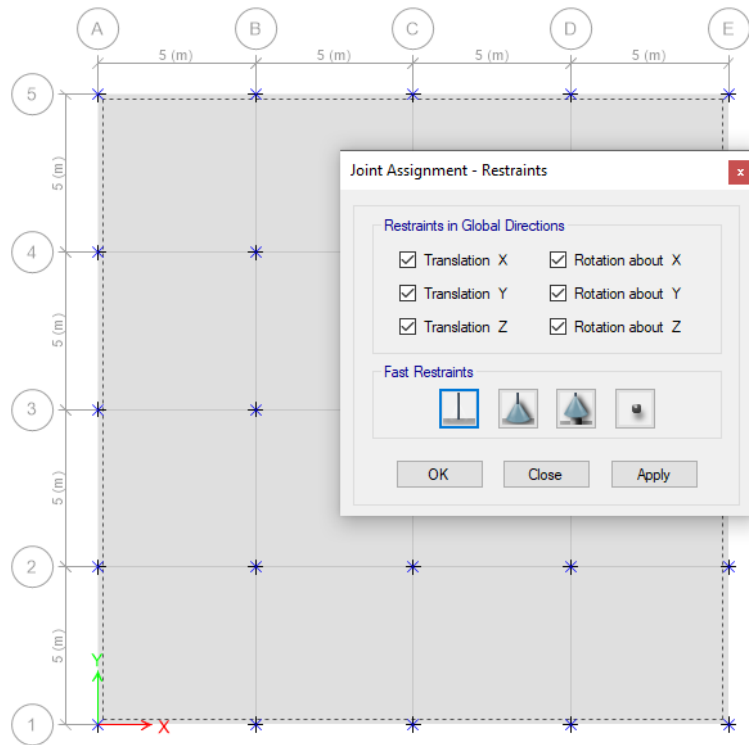 A B C D E
5 (m) 5 (m) 5 (m) 5 (m)
5
5 (m)
Joint Assignment - Restraints
x
Restraints in Global Directions
4
Translation X Rotation about X
Translation Y Rotation about Y
Translation Z Rotation about Z
5 (m)
Fast Restraints
3
OK Close Apply
5 (m)
2
5 (m)
Y
1
X